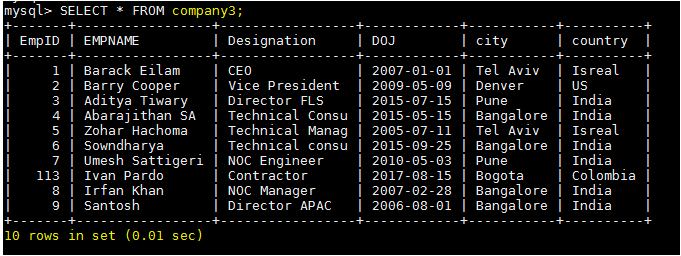 mysql> SELECT * FROM company3;
+-------+-----------------+-----------------+------------+-----------+----------+
| EmpID | EMPNAME         | Designation     | DOJ        | city      | country  |
+-------+-----------------+-----------------+------------+-----------+----------+
|     1 | Barack Eilam    | CEO             | 2007-01-01 | Tel Aviv  | Isreal   |
|     2 | Barry Cooper    | Vice President  | 2009-05-09 | Denver    | US       |
|     3 | Aditya Tiwary   | Director FLS    | 2015-07-15 | Pune      | India    |
|     4 | Abarajithan SA  | Technical Consu | 2015-05-15 | Bangalore | India    |
|     5 | Zohar Hachoma   | Technical Manag | 2005-07-11 | Tel Aviv  | Isreal   |
|     6 | Sowndharya      | Technical consu | 2015-09-25 | Bangalore | India    |
|     7 | Umesh Sattigeri | NOC Engineer    | 2010-05-03 | Pune      | India    |
|   113 | Ivan Pardo      | Contractor      | 2017-08-15 | Bogota    | Colombia |
|     8 | Irfan Khan      | NOC Manager     | 2007-02-28 | Bangalore | India    |
|     9 | Santosh         | Director APAC   | 2006-08-01 | Bangalore | India    |
+-------+-----------------+-----------------+------------+-----------+----------+
10 rows in set (0.01 sec)